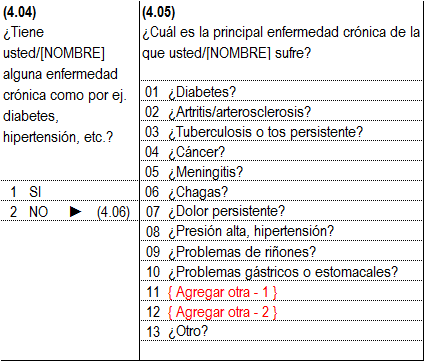 (4.04)
¿Tiene
usted/[NOMBRE]
alguna enfermedad
crónica como por ej.
diabetes,
hipertensión, etc.?
1 SI
2 NO ► (4.06)
(4.05)
¿Cuál es la principal enfermedad crónica de la
que usted/[NOMBRE] sufre?
01 ¿Diabetes?
02 ¿Artritis/arterosclerosis?
03 ¿Tuberculosis o tos persistente?
04 ¿Cáncer?
05 ¿Meningitis?
06 ¿Chagas?
07 ¿Dolor persistente?
08 ¿Presión alta, hipertensión?
09 ¿Problemas de riñones?
10 ¿Problemas gástricos o estomacales?
11 { Agregar otra - 1 }
12 { Agregar otra - 2 }
13 ¿Otro?